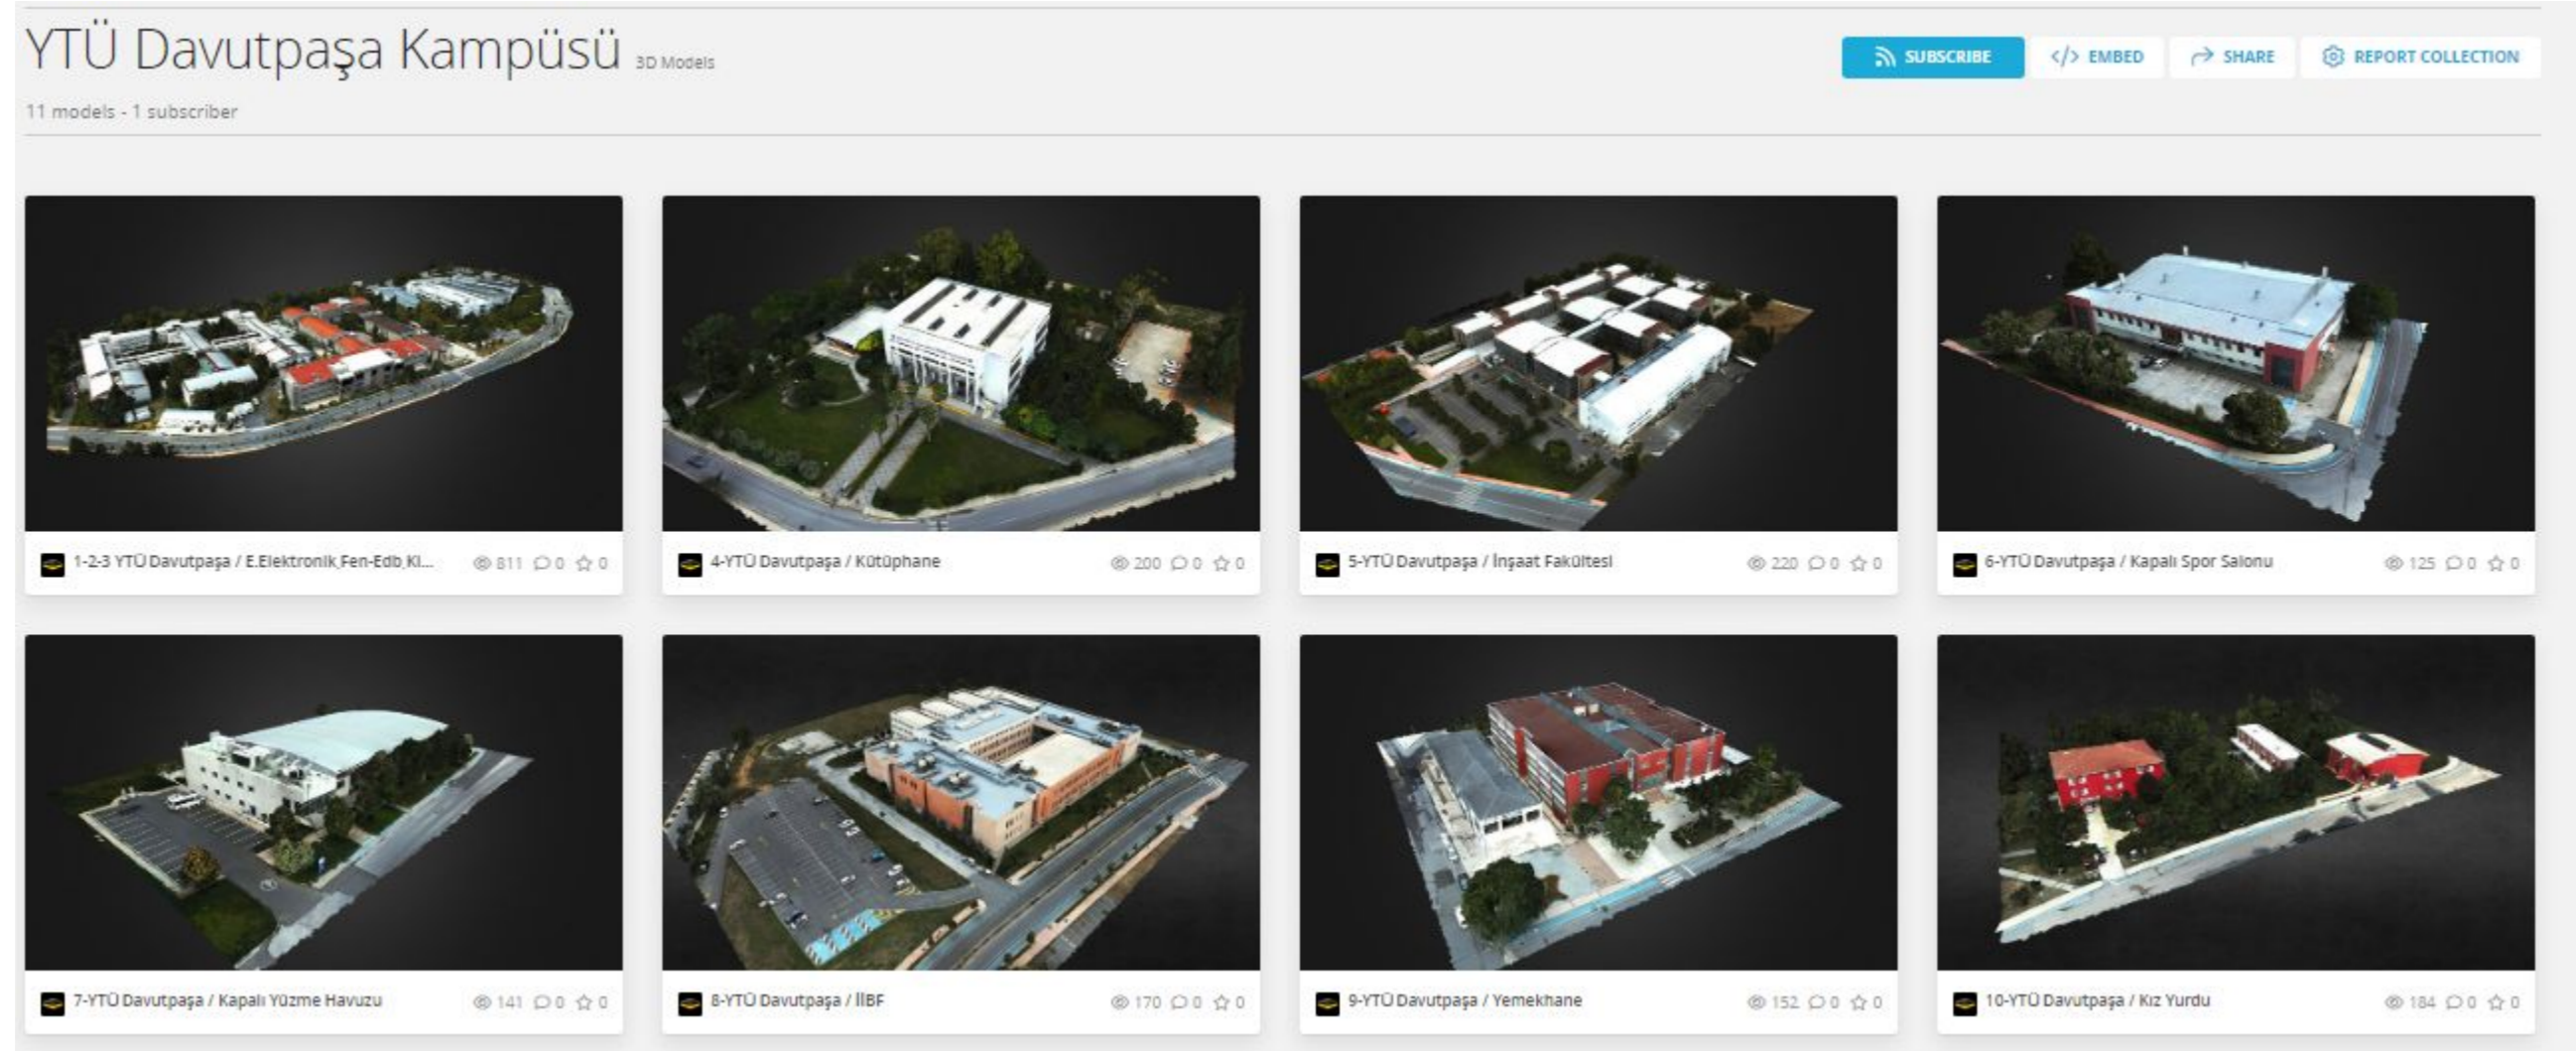 YTÜ Davutpaşa Kampüsü 3D Models
SUBSCRIBE
</> EMBED
SHARE
REPORT COLLECTION
11 models - 1 subscriber
1-2-3 YTÜ Davutpaşa / E.Elektronik,Fen-Edb,Ki... 811 0 0
4-YTÜ Davutpaşa / Kütüphane 200 0 0
5-YTÜ Davutpaşa / İnşaat Fakültesi 220 0 0
6-YTÜ Davutpaşa / Kapalı Spor Salonu 125 0 0
7-YTÜ Davutpaşa / Kapalı Yüzme Havuzu 141 0 0
8-YTÜ Davutpaşa / İİBF 170 0 0
9-YTÜ Davutpaşa / Yemekhane 152 0 0
10-YTÜ Davutpaşa / Kız Yurdu 184 0 0